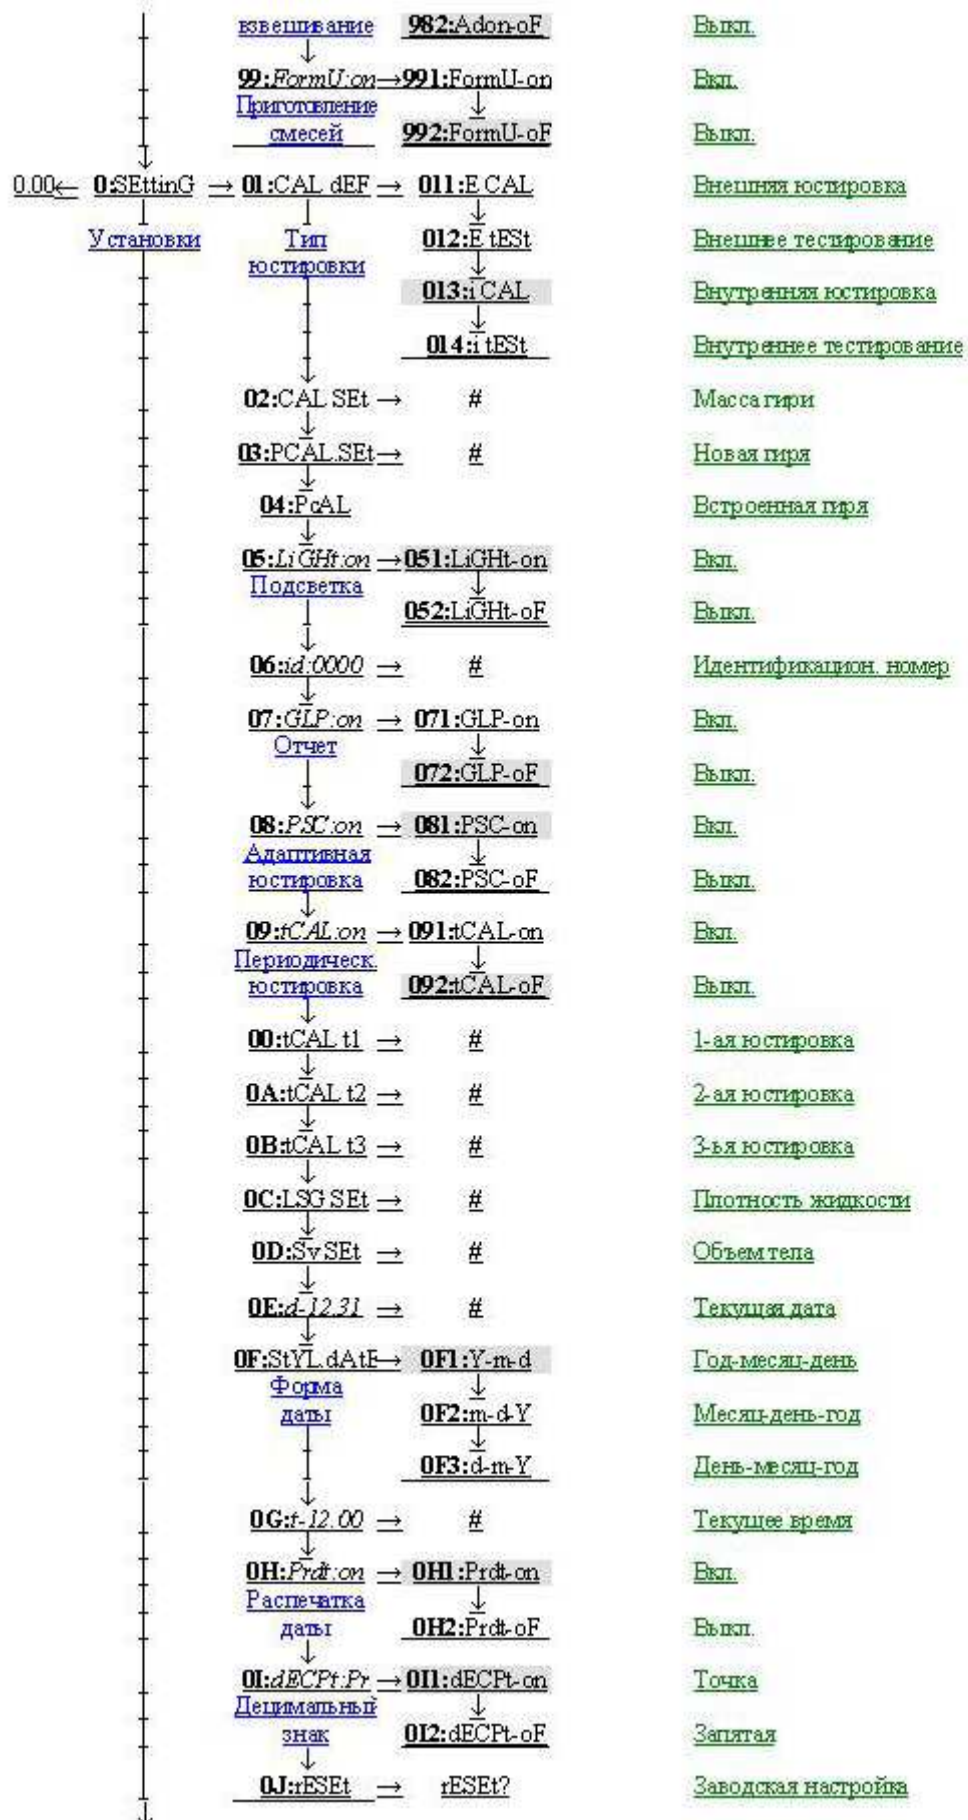 взвешивание 982:Adon-oF Выкл.
99:FormU:on→991:FormU-on Вкл.
Приготовление
смесей 992:FormU-oF Выкл.
0.00← 0:SEttinG → 01:CAL dEF → 011:E CAL Внешняя юстировка
Установки Тип 012:E tESt Внешнее тестирование
юстировки
013:i CAL Внутренняя юстировка
014:i tESt Внутреннее тестирование
02:CAL SEt → # Масса гири
03:PCAL.SEt→ # Новая гиря
04:PcAL Встроенная гиря
05:LiGHt:on →051:LiGHt-on Вкл.
Подсветка
052:LiGHt-oF Выкл.
06:id:0000 → # Идентификацион. номер
07:GLP:on → 071:GLP-on Вкл.
Отчет
072:GLP-oF Выкл.
08:PSC:on → 081:PSC-on Вкл.
Адаптивная
юстировка 082:PSC-oF Выкл.
09:tCAL:on → 091:tCAL-on Вкл.
Периодическ.
юстировка 092:tCAL-oF Выкл.
00:tCAL t1 → # 1-ая юстировка
0A:tCAL t2 → # 2-ая юстировка
0B:tCAL t3 → # 3-ья юстировка
0C:LSG SEt → # Плотность жидкости
0D:Sv SEt → # Объем тела
0E:d-12.31 → # Текущая дата
0F:StYL.dAtE→ 0F1:Y-m-d Год-месяц-день
Форма
даты 0F2:m-d-Y Месяц-день-год
0F3:d-m-Y День-месяц-год
0G:t-12.00 → # Текущее время
0H:Prdt:on → 0H1:Prdt-on Вкл.
Распечатка
даты 0H2:Prdt-oF Выкл.
0I:dECPt:Pr →0I1:dECPt-on Точка
Децимальный
знак 0I2:dECPt-oF Запятая
0J:rESEt → rESEt? Заводская настройка